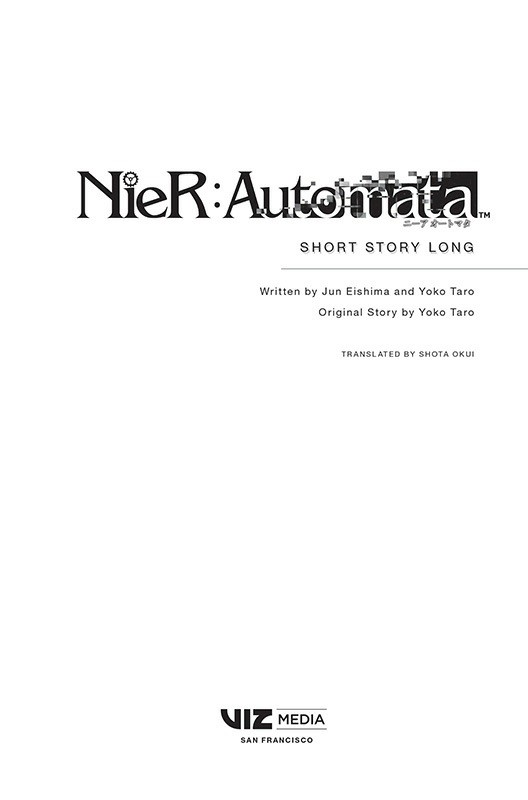 NieR:Automata™
ニーア オートマタ
SHORT STORY LONG
Written by Jun Eishima and Yoko Taro
Original Story by Yoko Taro
TRANSLATED BY SHOTA OKUI
VIZ MEDIA
SAN FRANCISCO